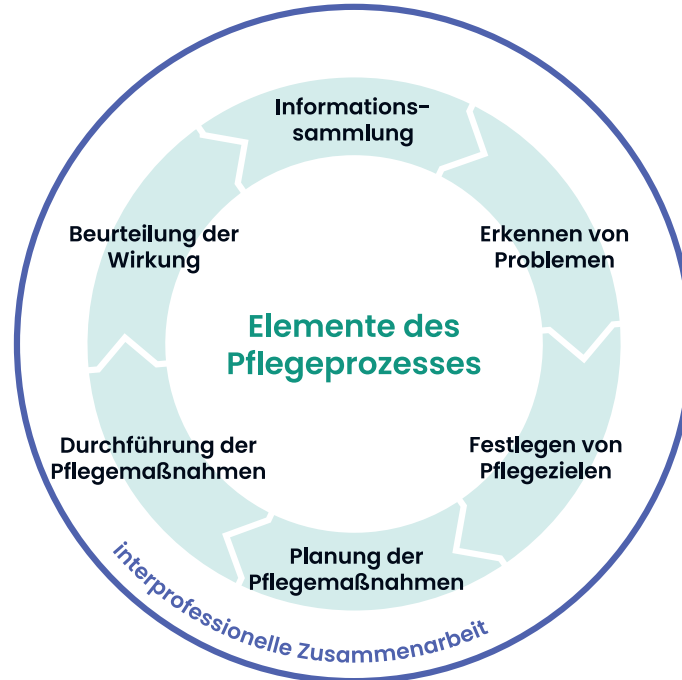 Informations-
sammlung
Erkennen von
Problemen
Festlegen von
Pflegezielen
Planung der
Pflegemaßnahmen
Durchführung der
Pflegemaßnahmen
Beurteilung der
Wirkung
Elemente des
Pflegeprozesses
interprofessionelle Zusammenarbeit